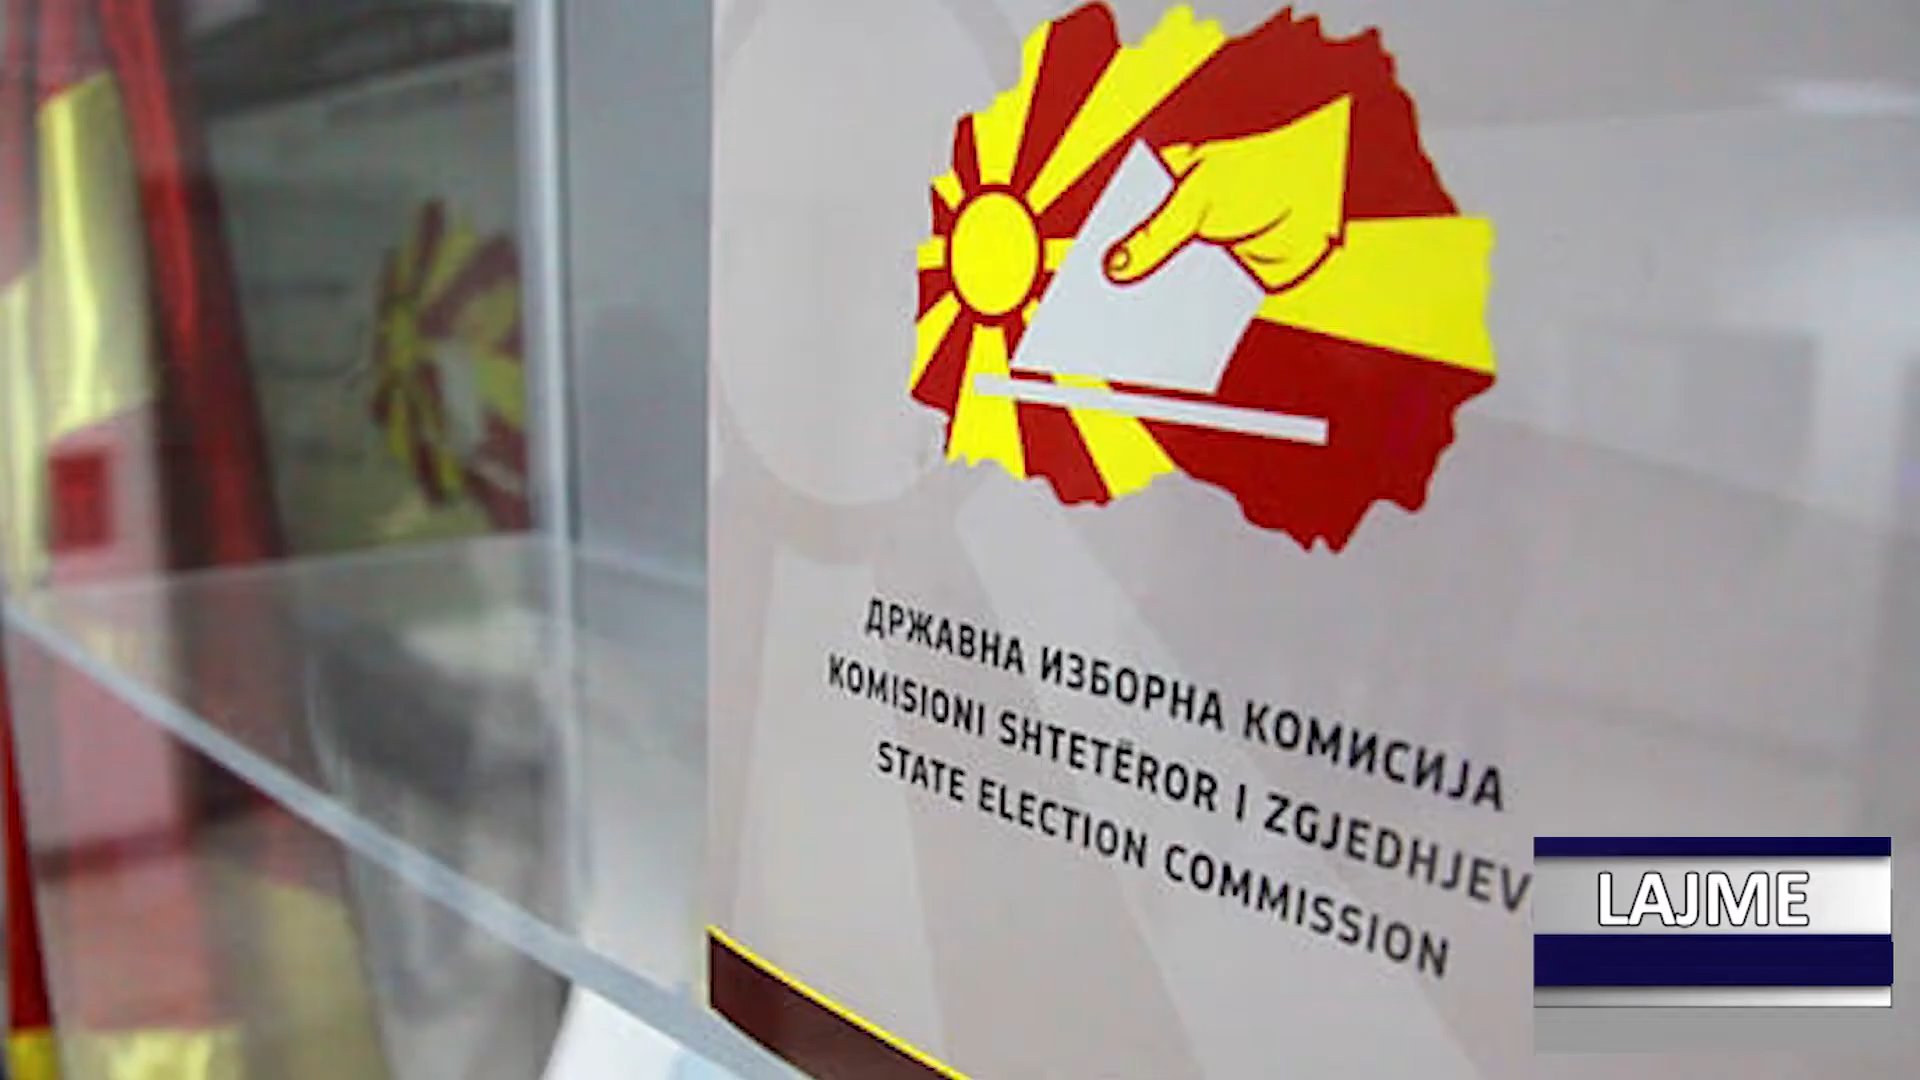 ДРЖАВНА ИЗБОРНА КОМИСИЈА
KOMISIONI SHTETËROR I ZGJEDHJEV
STATE ELECTION COMMISSION
LAJME